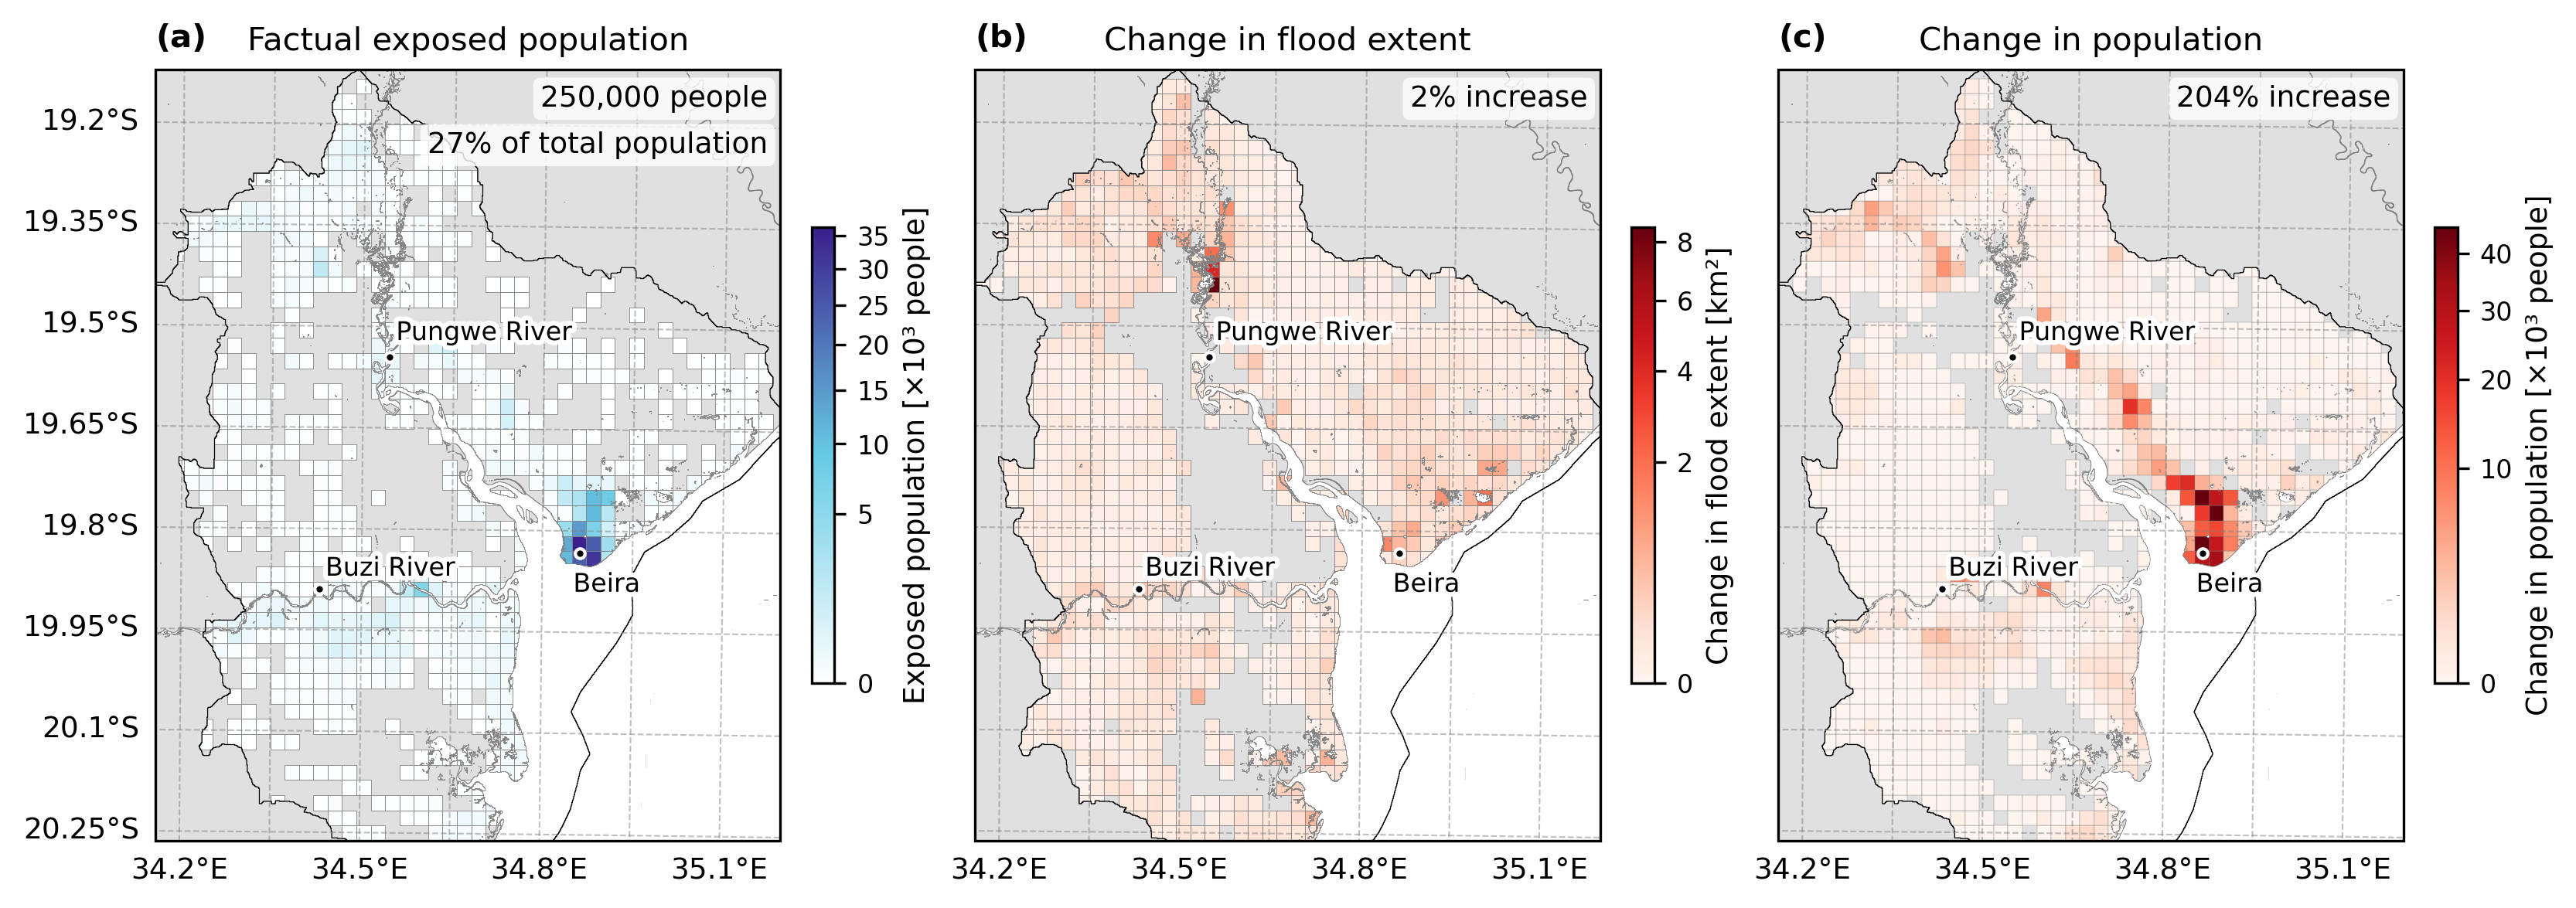 (a) Factual exposed population
250,000 people
27% of total population
19.2°S
19.35°S
19.5°S
19.65°S
19.8°S
19.95°S
20.1°S
20.25°S
34.2°E 34.5°E 34.8°E 35.1°E
Pungwe River
Buzi River
Beira
35
30
25
20
15
10
5
0
Exposed population [×10³ people]
(b) Change in flood extent
2% increase
Pungwe River
Buzi River
Beira
34.2°E 34.5°E 34.8°E 35.1°E
8
6
4
2
0
Change in flood extent [km²]
(c) Change in population
204% increase
Pungwe River
Buzi River
Beira
34.2°E 34.5°E 34.8°E 35.1°E
40
30
20
10
0
Change in population [×10³ people]